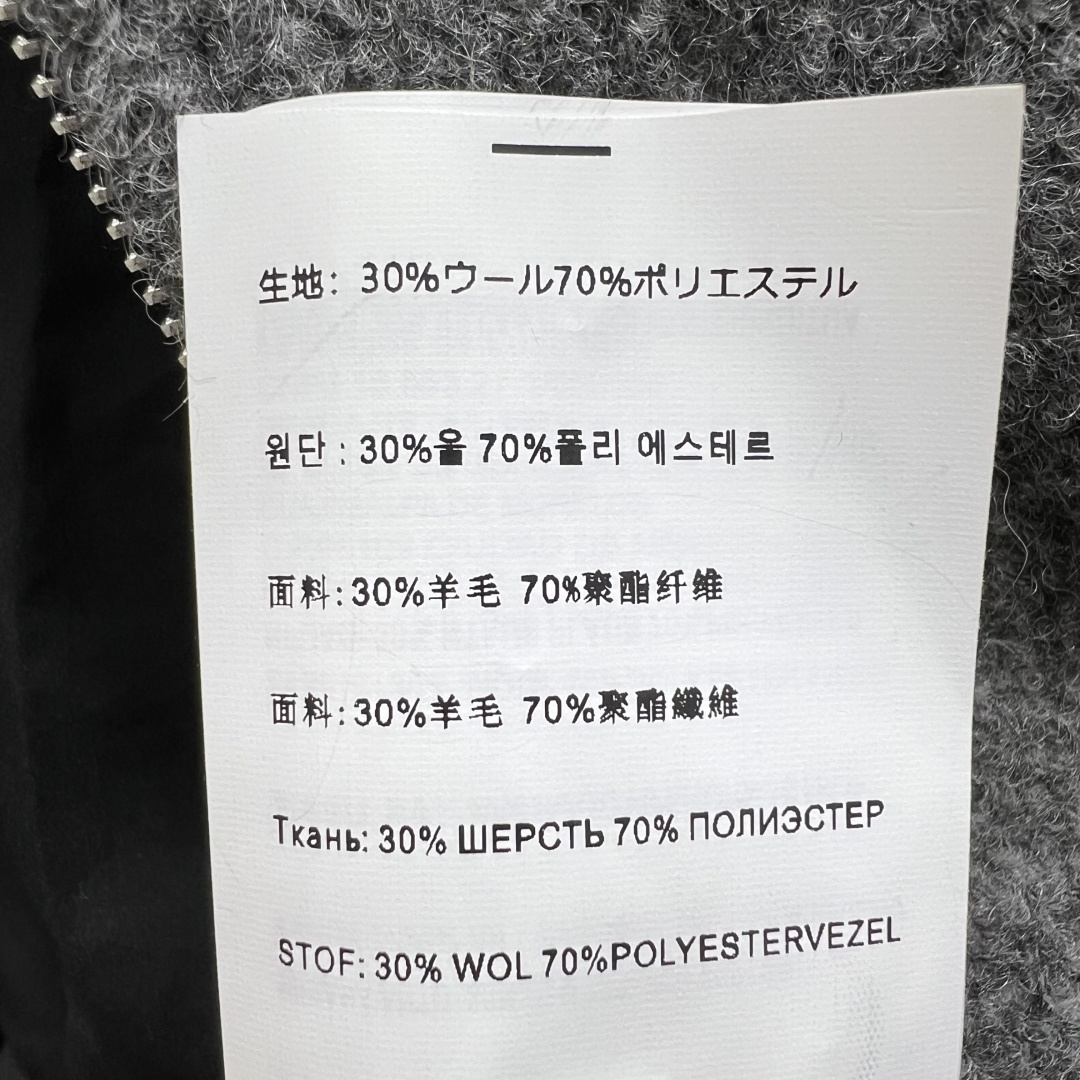 生地: 30%ウール70%ポリエステル
원단 : 30%울 70%폴리 에스테르
面料:30%羊毛 70%聚酯纤维
面料:30%羊毛 70%聚酯纖維
Ткань: 30% ШЕРСТЬ 70% ПОЛИЭСТЕР
STOF: 30% WOL 70%POLYESTERVEZEL